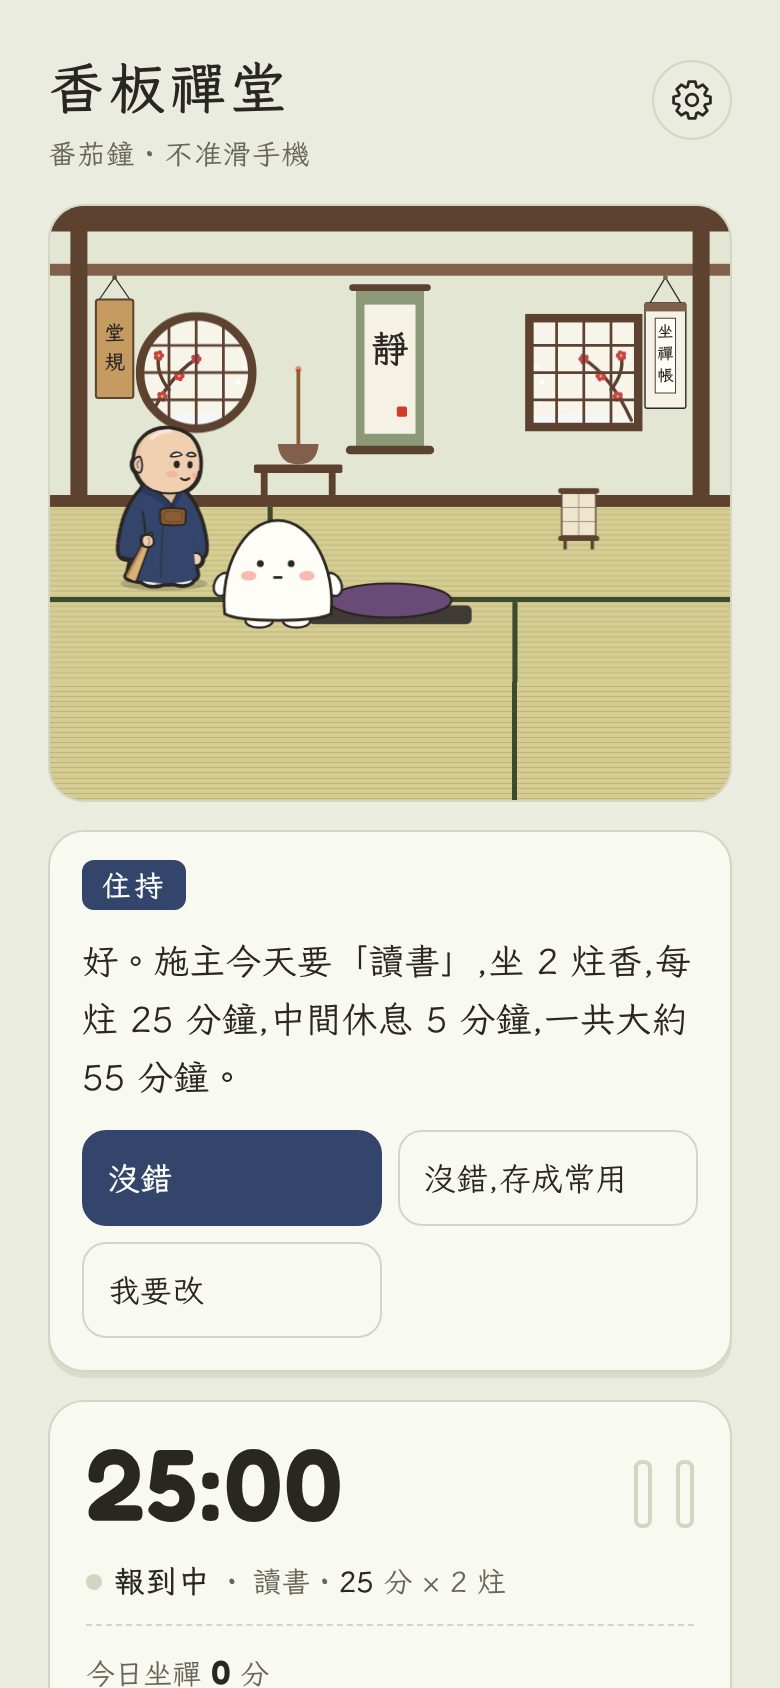 香板禪堂
番茄鐘・不准滑手機
堂規
靜
坐禪帳
住持
好。施主今天要「讀書」,坐 2 炷香,每
炷 25 分鐘,中間休息 5 分鐘,一共大約
55 分鐘。
沒錯
沒錯,存成常用
我要改
25:00
報到中 · 讀書・25 分 × 2 炷
今日坐禪 0 分